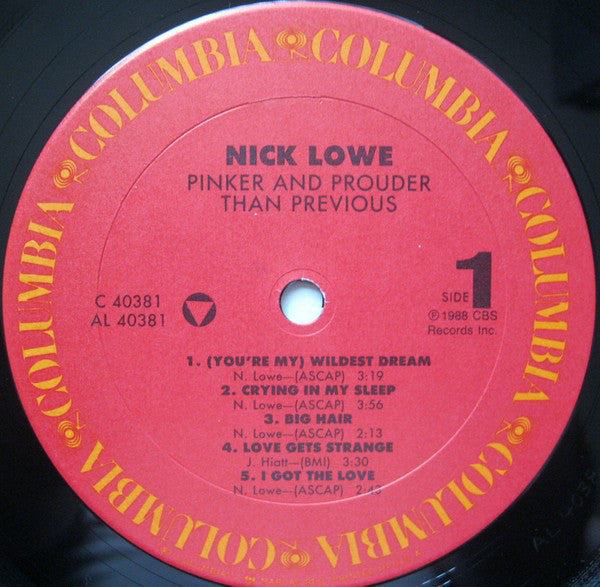 COLUMBIA COLUMBIA COLUMBIA COLUMBIA COLUMBIA COLUMBIA
NICK LOWE
PINKER AND PROUDER
THAN PREVIOUS
C 40381
AL 40381
SIDE 1
℗ 1988 CBS
Records Inc.
1. (YOU'RE MY) WILDEST DREAM
N. Lowe—(ASCAP) 3:19
2. CRYING IN MY SLEEP
N. Lowe—(ASCAP) 3:56
3. BIG HAIR
N. Lowe—(ASCAP) 2:13
4. LOVE GETS STRANGE
J. Hiatt—(BMI) 3:30
5. I GOT THE LOVE
N. Lowe—(ASCAP) 2:43